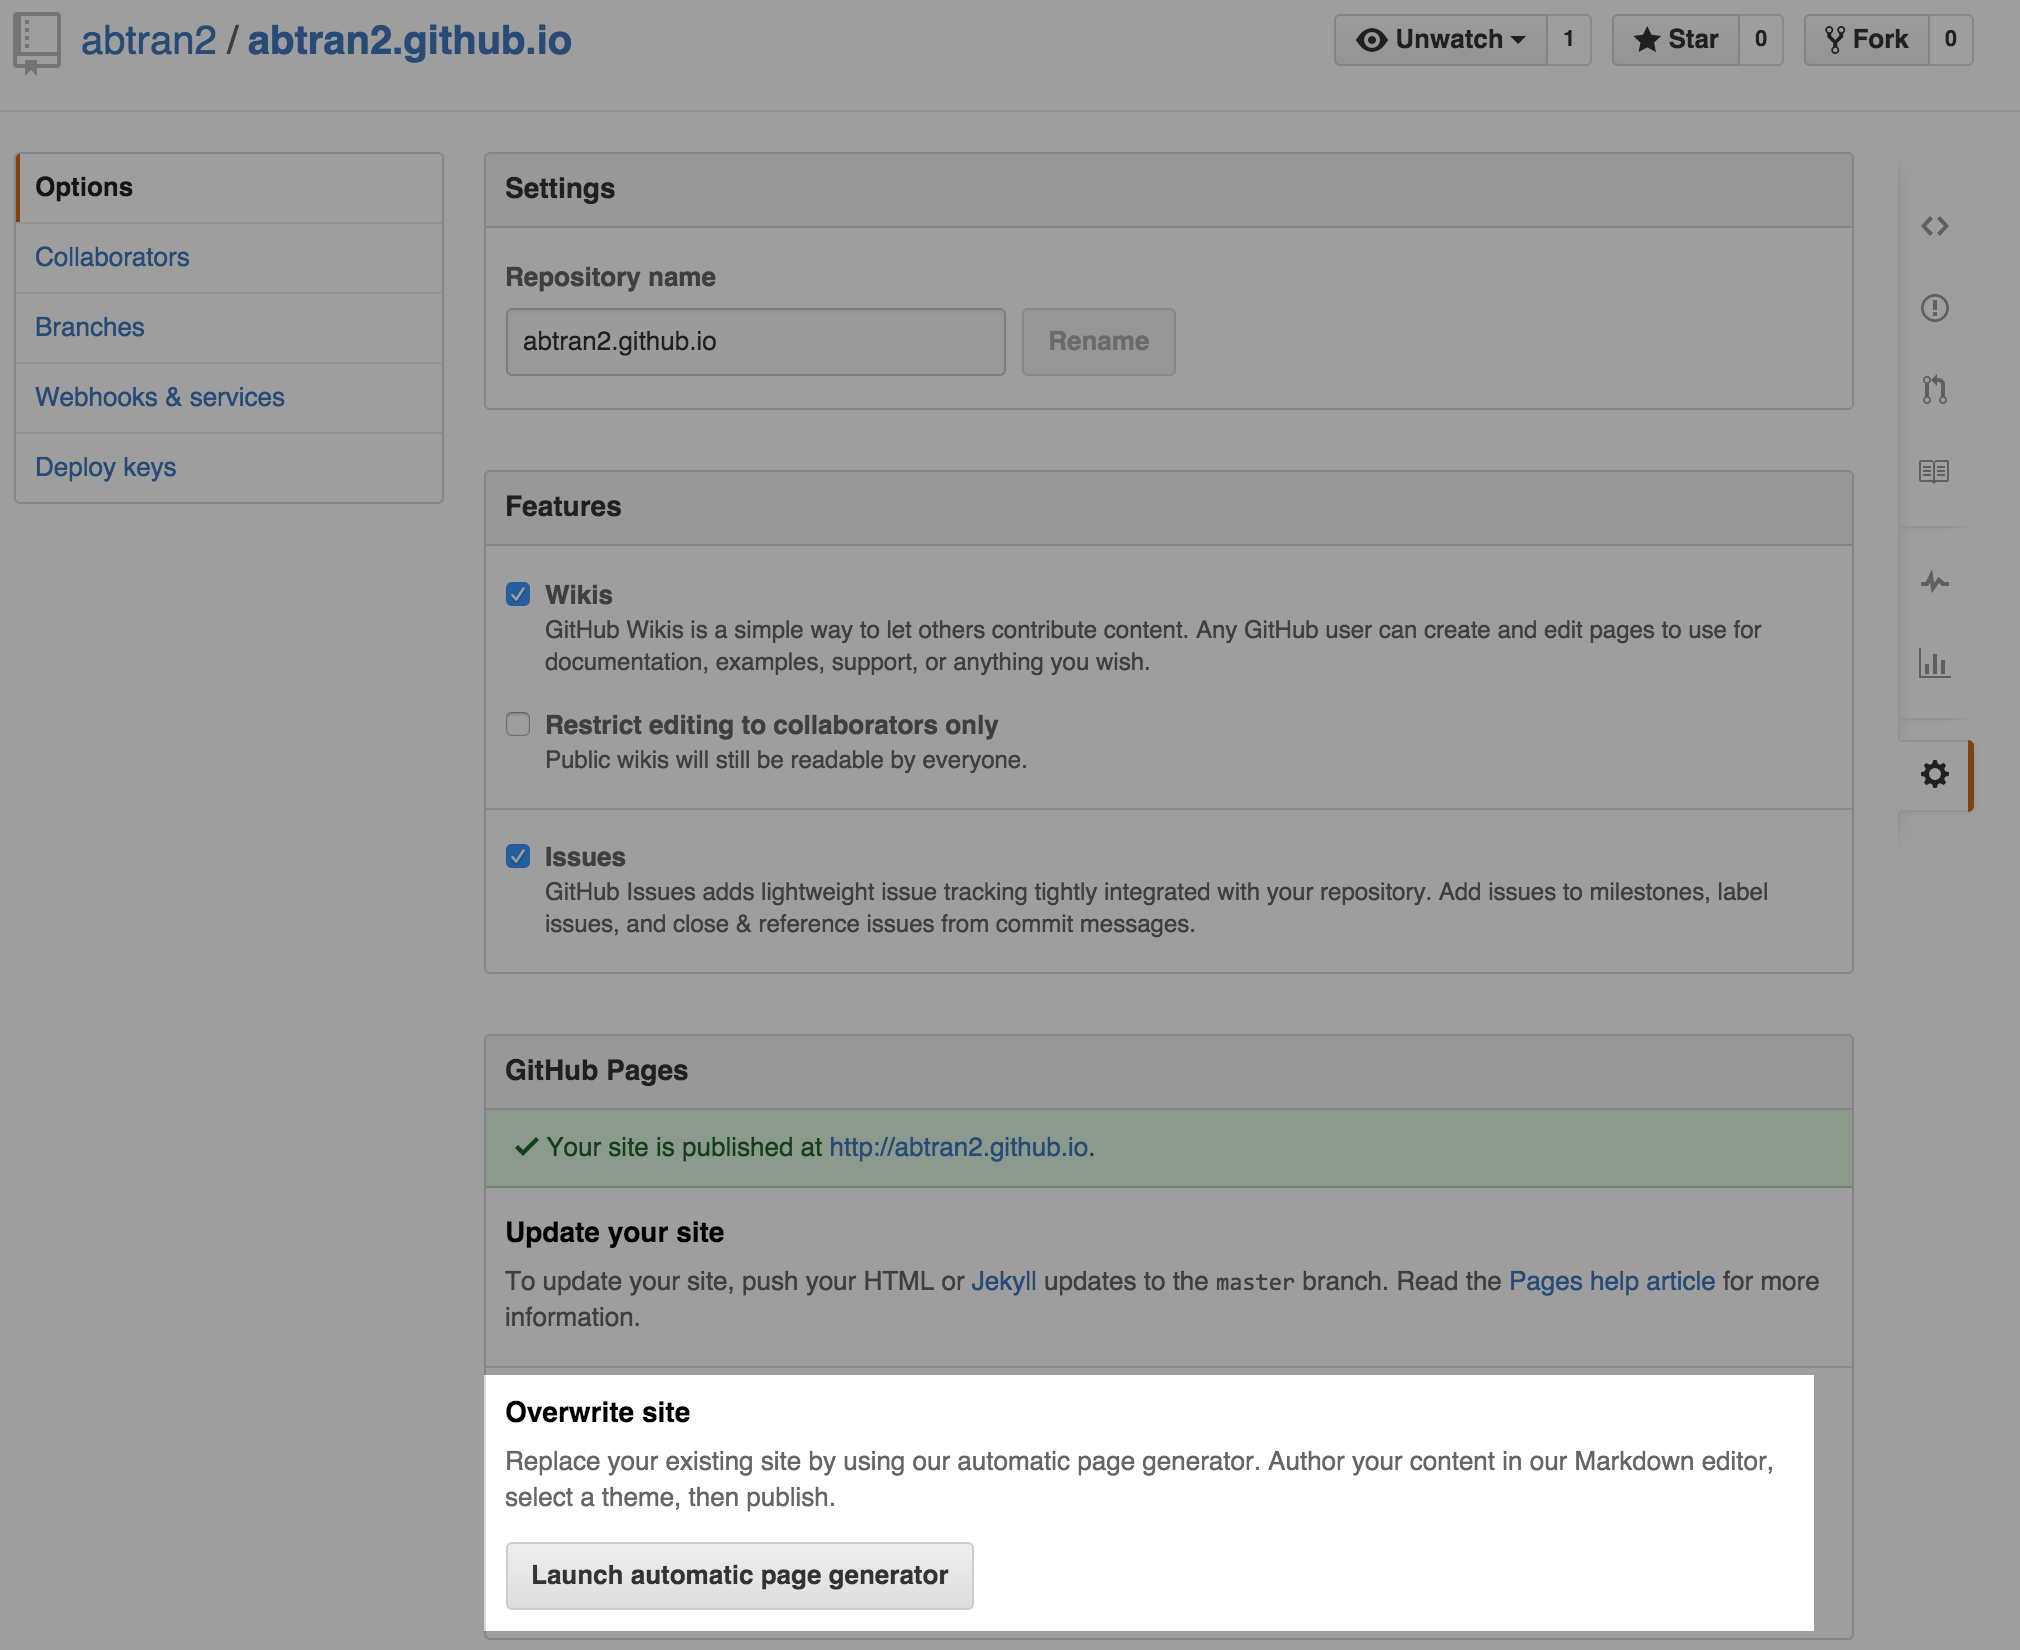 abtran2 / abtran2.github.io
Unwatch 1
Star 0
Fork 0
Options
Collaborators
Branches
Webhooks & services
Deploy keys
Settings
Repository name
abtran2.github.io
Rename
Features
Wikis
GitHub Wikis is a simple way to let others contribute content. Any GitHub user can create and edit pages to use for
documentation, examples, support, or anything you wish.
Restrict editing to collaborators only
Public wikis will still be readable by everyone.
Issues
GitHub Issues adds lightweight issue tracking tightly integrated with your repository. Add issues to milestones, label
issues, and close & reference issues from commit messages.
GitHub Pages
Your site is published at http://abtran2.github.io.
Update your site
To update your site, push your HTML or Jekyll updates to the master branch. Read the Pages help article for more
information.
Overwrite site
Replace your existing site by using our automatic page generator. Author your content in our Markdown editor,
select a theme, then publish.
Launch automatic page generator